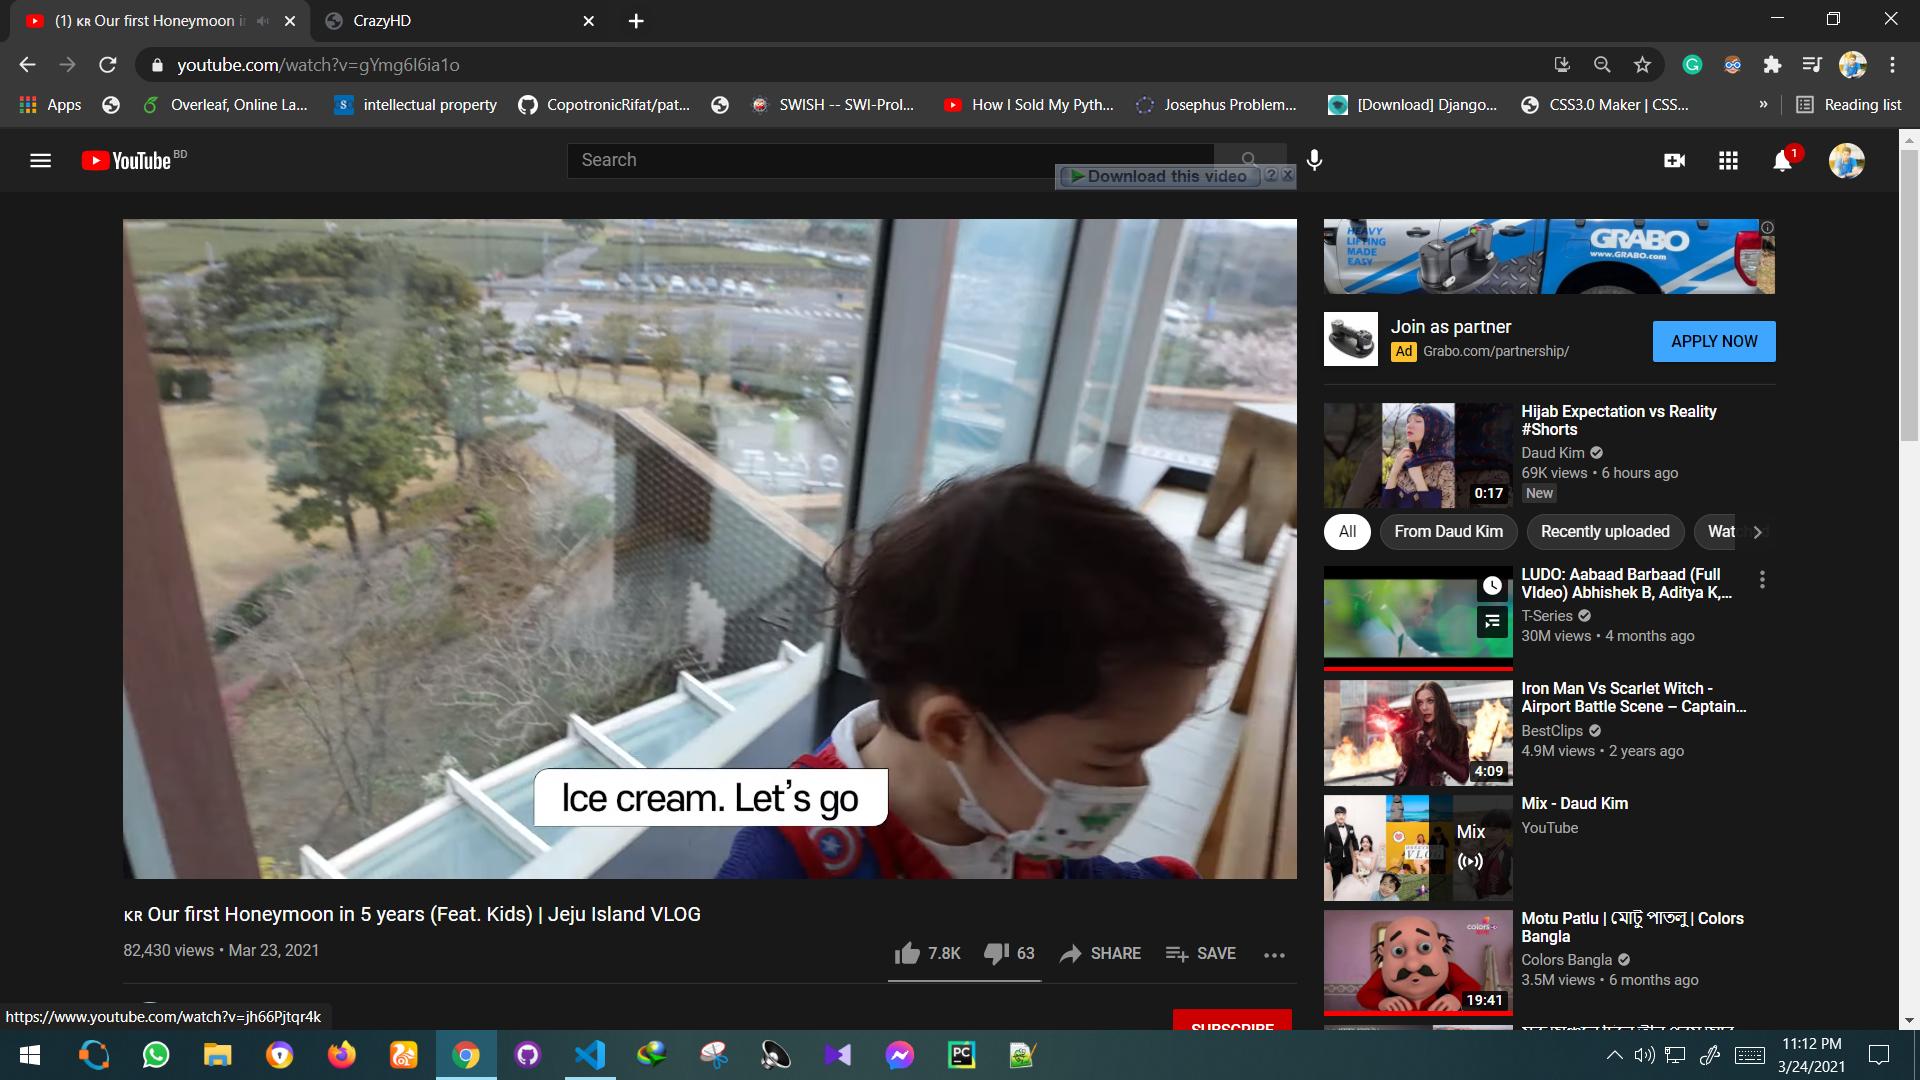 (1) ᴋʀ Our first Honeymoon i
CrazyHD
youtube.com/watch?v=gYmg6I6ia1o
Apps
Overleaf, Online La...
intellectual property
CopotronicRifat/pat...
SWISH -- SWI-Prol...
How I Sold My Pyth...
Josephus Problem...
[Download] Django...
CSS3.0 Maker | CSS...
»
Reading list
YouTube BD
Search
Download this video
1
HEAVY
LIFTING
MADE
EASY
GRABO
www.GRABO.com
Join as partner
Ad Grabo.com/partnership/
APPLY NOW
Hijab Expectation vs Reality
#Shorts
Daud Kim
69K views • 6 hours ago
New
0:17
All
From Daud Kim
Recently uploaded
Watched
LUDO: Aabaad Barbaad (Full
VIdeo) Abhishek B, Aditya K,...
T-Series
30M views • 4 months ago
Iron Man Vs Scarlet Witch -
Airport Battle Scene – Captain...
BestClips
4.9M views • 2 years ago
4:09
Mix - Daud Kim
YouTube
Mix
Motu Patlu | মোটু পাতলু | Colors
Bangla
Colors Bangla
3.5M views • 6 months ago
19:41
Ice cream. Let's go
ᴋʀ Our first Honeymoon in 5 years (Feat. Kids) | Jeju Island VLOG
82,430 views • Mar 23, 2021
7.8K
63
SHARE
SAVE
SUBSCRIBE
https://www.youtube.com/watch?v=jh66Pjtqr4k
11:12 PM
3/24/2021